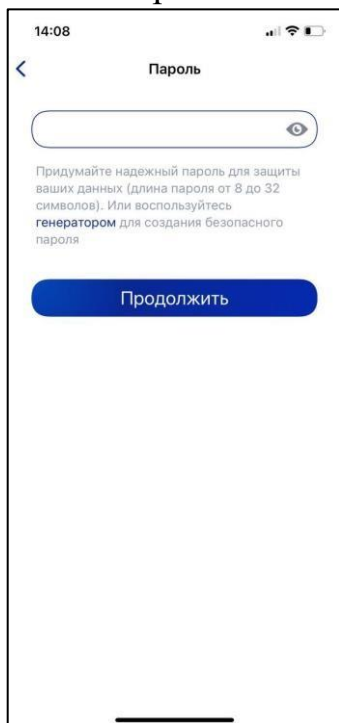 14:08
Пароль
Придумайте надежный пароль для защиты
ваших данных (длина пароля от 8 до 32
символов). Или воспользуйтесь
генератором для создания безопасного
пароля
Продолжить